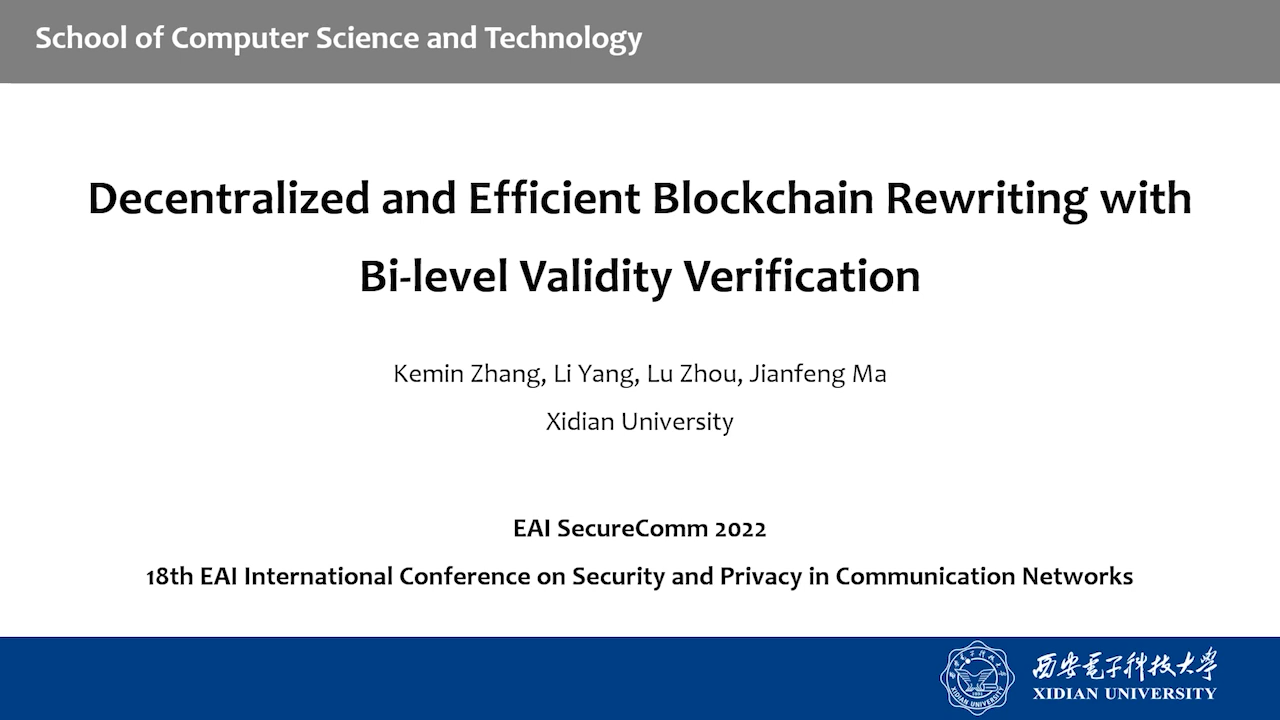 School of Computer Science and Technology
Decentralized and Efficient Blockchain Rewriting with
Bi-level Validity Verification
Kemin Zhang, Li Yang, Lu Zhou, Jianfeng Ma
Xidian University
EAI SecureComm 2022
18th EAI International Conference on Security and Privacy in Communication Networks
西安电子科技大学
XIDIAN UNIVERSITY